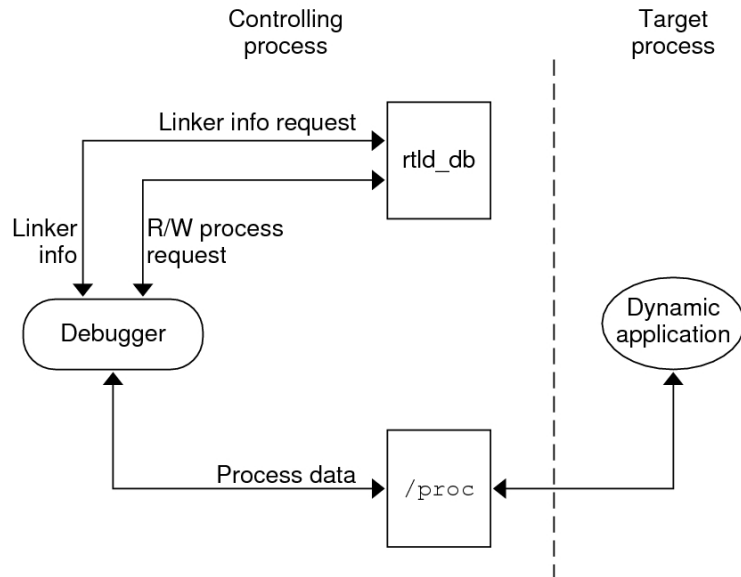 Controlling
process
Target
process
Linker info request
rtld_db
Linker
info
R/W process
request
Debugger
Dynamic
application
Process data
/proc